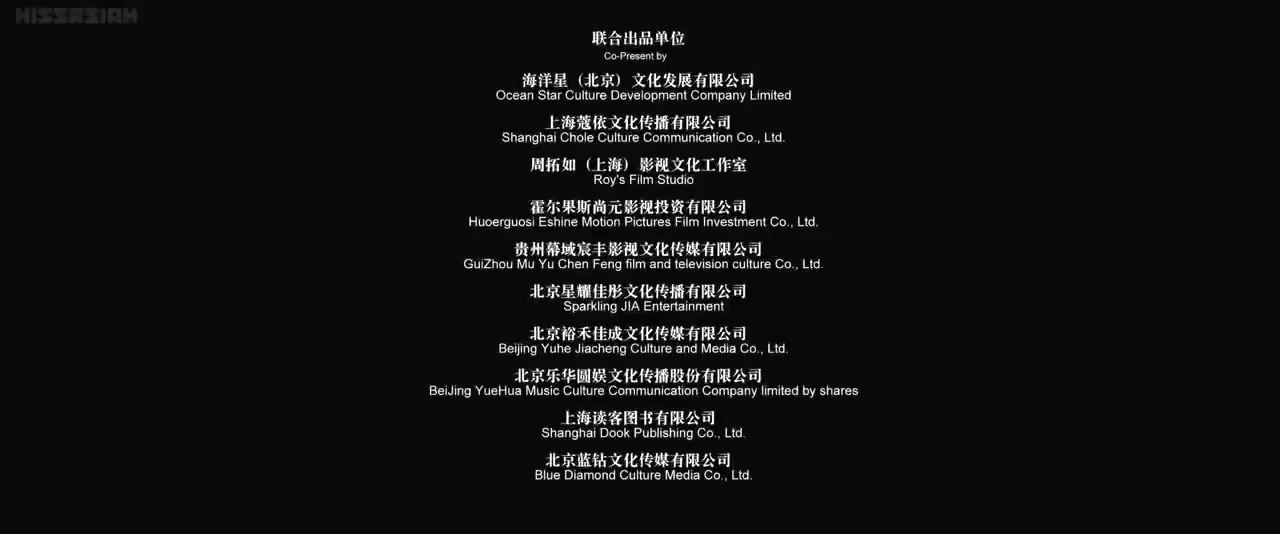 KISSASIAN
联合出品单位
Co-Present by
海洋星（北京）文化发展有限公司
Ocean Star Culture Development Company Limited
上海蔻依文化传播有限公司
Shanghai Chole Culture Communication Co., Ltd.
周拓如（上海）影视文化工作室
Roy's Film Studio
霍尔果斯尚元影视投资有限公司
Huoerguosi Eshine Motion Pictures Film Investment Co., Ltd.
贵州幕域宸丰影视文化传媒有限公司
GuiZhou Mu Yu Chen Feng film and television culture Co., Ltd.
北京星耀佳彤文化传播有限公司
Sparkling JIA Entertainment
北京裕禾佳成文化传媒有限公司
Beijing Yuhe Jiacheng Culture and Media Co., Ltd.
北京乐华圆娱文化传播股份有限公司
BeiJing YueHua Music Culture Communication Company limited by shares
上海读客图书有限公司
Shanghai Dook Publishing Co., Ltd.
北京蓝钻文化传媒有限公司
Blue Diamond Culture Media Co., Ltd.